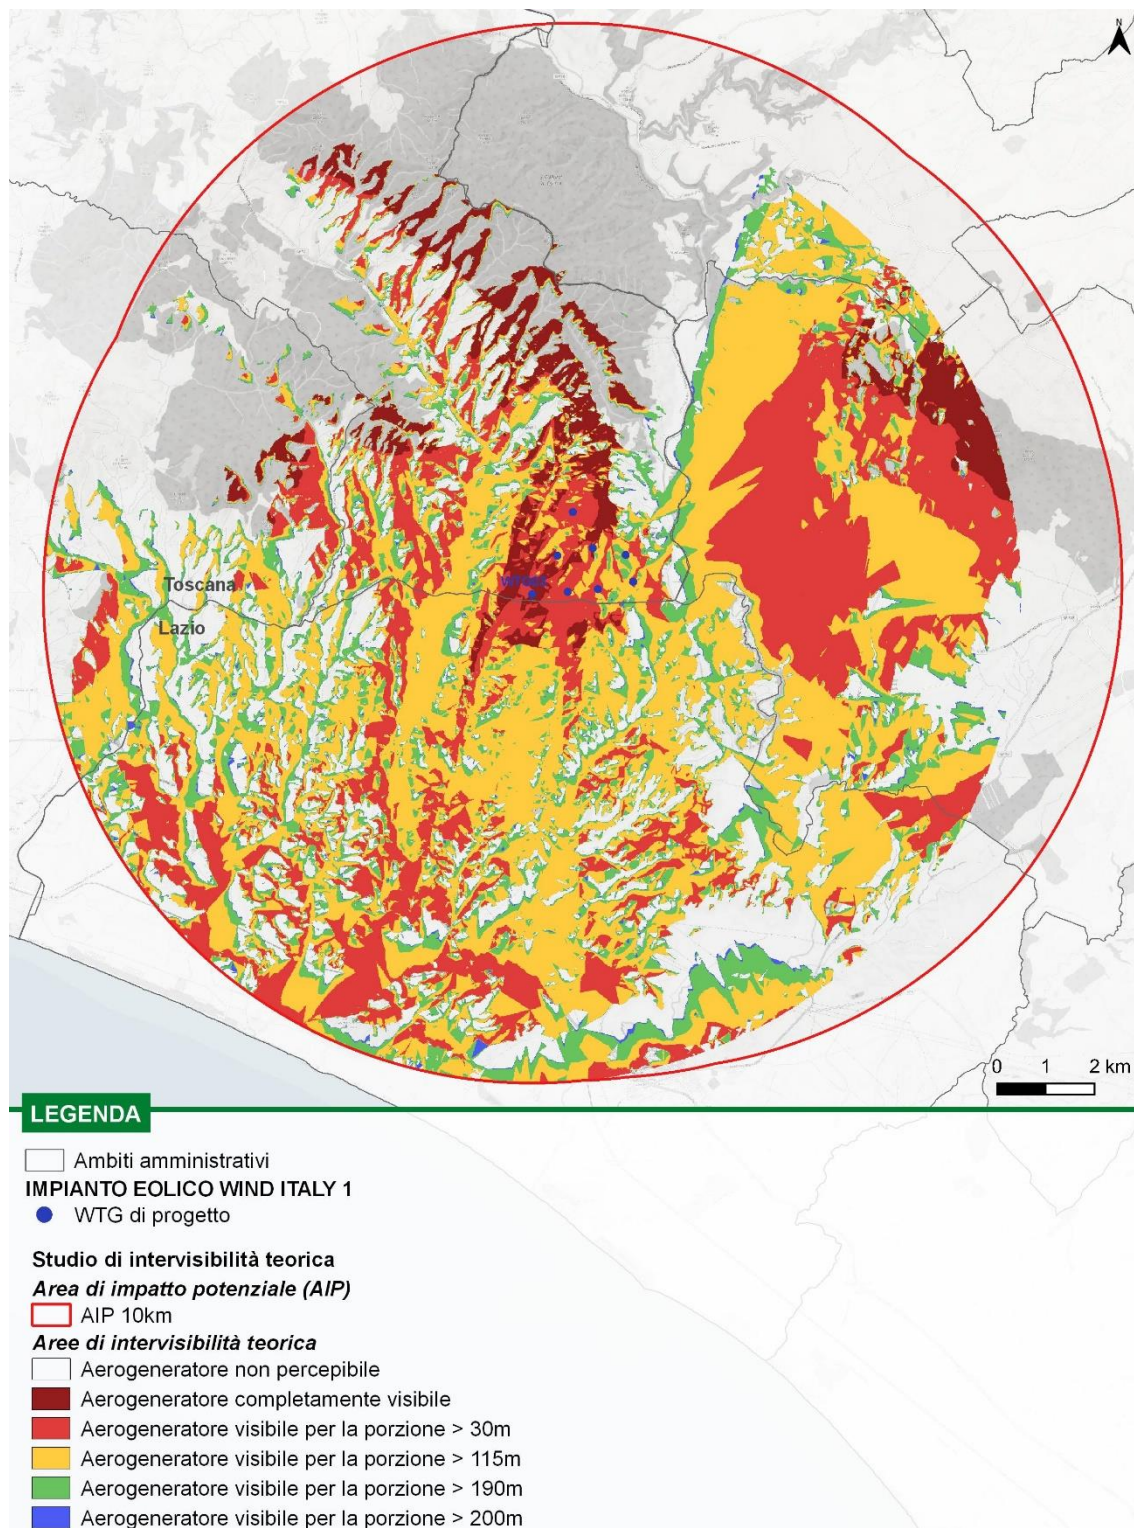 N
Toscana
Lazio
0 1 2 km
LEGENDA
Ambiti amministrativi
IMPIANTO EOLICO WIND ITALY 1
WTG di progetto
Studio di intervisibilità teorica
Area di impatto potenziale (AIP)
AIP 10km
Aree di intervisibilità teorica
Aerogeneratore non percepibile
Aerogeneratore completamente visibile
Aerogeneratore visibile per la porzione > 30m
Aerogeneratore visibile per la porzione > 115m
Aerogeneratore visibile per la porzione > 190m
Aerogeneratore visibile per la porzione > 200m